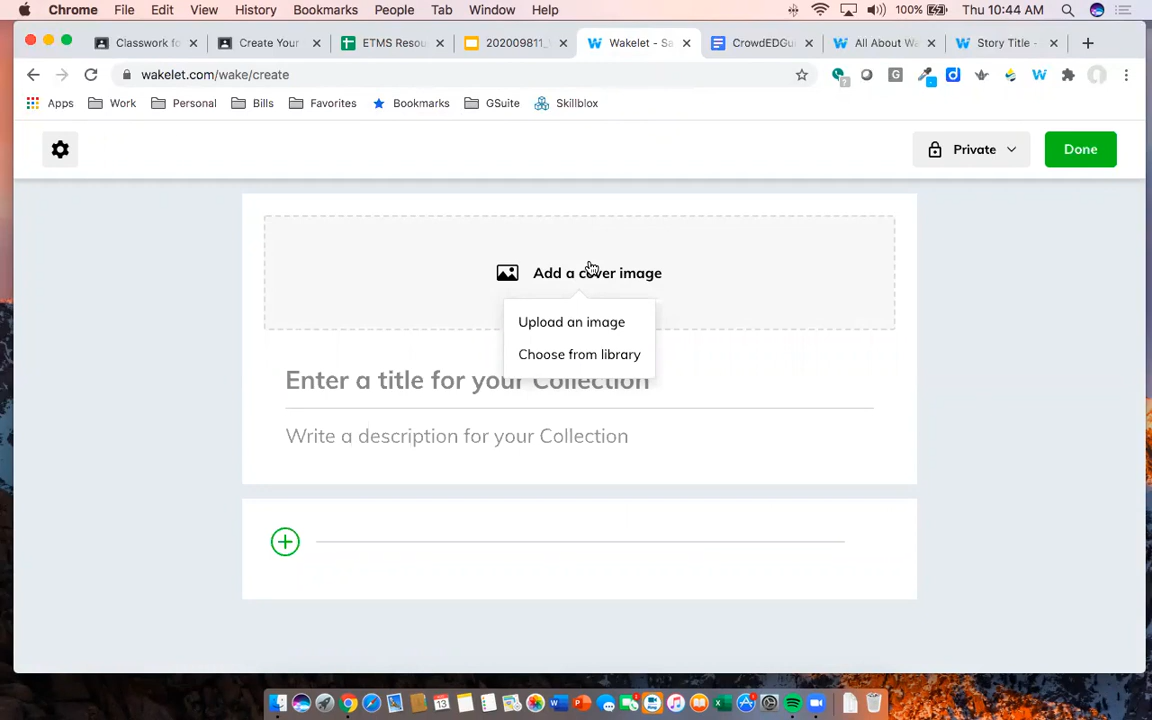 Chrome File Edit View History Bookmarks People Tab Window Help 100% Thu 10:44 AM
Classwork fo Create Your ETMS Resou 202009811_ Wakelet - Sa CrowdEDGu All About Wa Story Title -
wakelet.com/wake/create
Apps Work Personal Bills Favorites Bookmarks GSuite Skillblox
Private Done
Add a cover image
Upload an image
Choose from library
Enter a title for your Collection
Write a description for your Collection